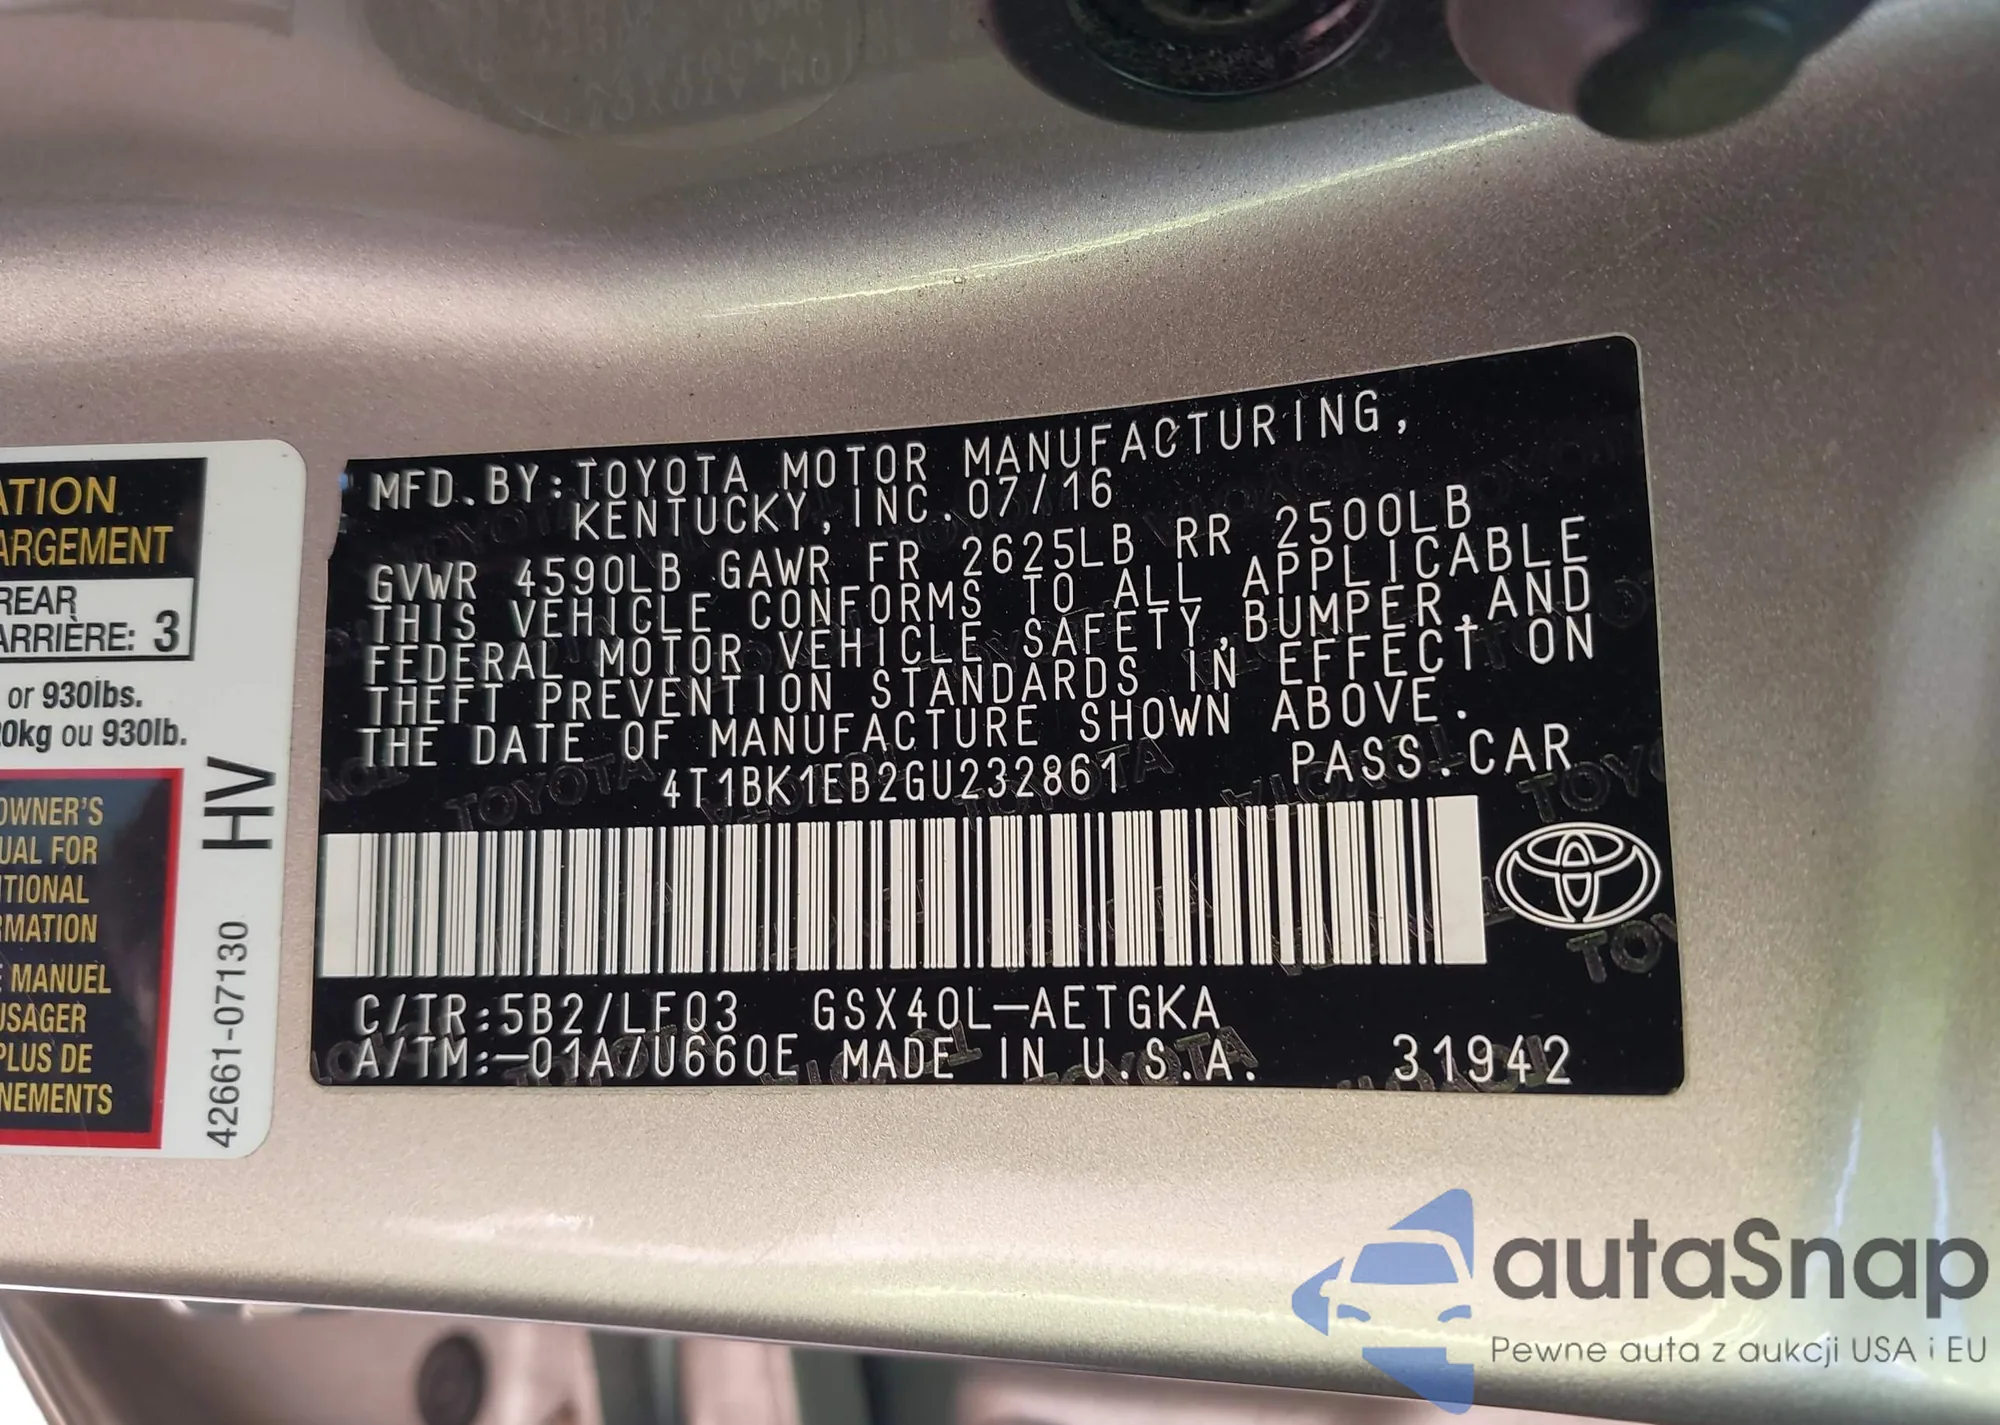 ATION
ARGEMENT
REAR
ARRIÈRE: 3
or 930lbs.
0kg ou 930lb.
OWNER'S
UAL FOR
ITIONAL
RMATION
E MANUEL
USAGER
PLUS DE
NEMENTS
HV
42661-07130
MFD.BY:TOYOTA MOTOR MANUFACTURING,
KENTUCKY,INC.07/16
GVWR 4590LB GAWR FR 2625LB RR 2500LB
THIS VEHICLE CONFORMS TO ALL APPLICABLE
FEDERAL MOTOR VEHICLE SAFETY,BUMPER,AND
THEFT PREVENTION STANDARDS IN EFFECT ON
THE DATE OF MANUFACTURE SHOWN ABOVE.
4T1BK1EB2GU232861 PASS.CAR
C/TR:5B2/LF03 GSX40L-AETGKA
A/TM:-01A/U660E MADE IN U.S.A. 31942
autaSnap
Pewne auta z aukcji USA i EU